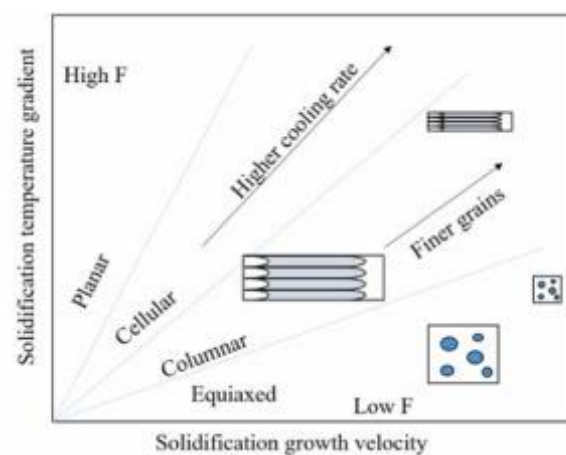 Solidification temperature gradient
High F
Higher cooling rate
Finer grains
Planar
Cellular
Columnar
Equiaxed
Low F
Solidification growth velocity